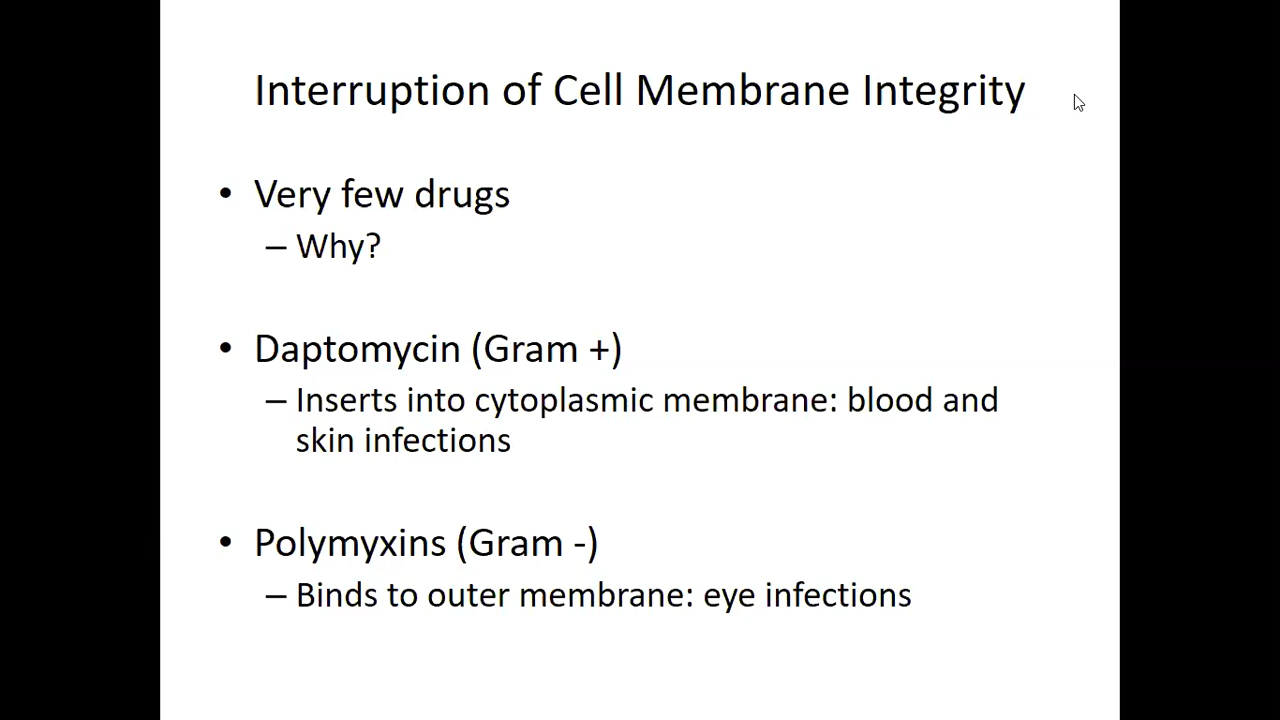 Interruption of Cell Membrane Integrity
• Very few drugs
– Why?
• Daptomycin (Gram +)
– Inserts into cytoplasmic membrane: blood and
skin infections
• Polymyxins (Gram -)
– Binds to outer membrane: eye infections